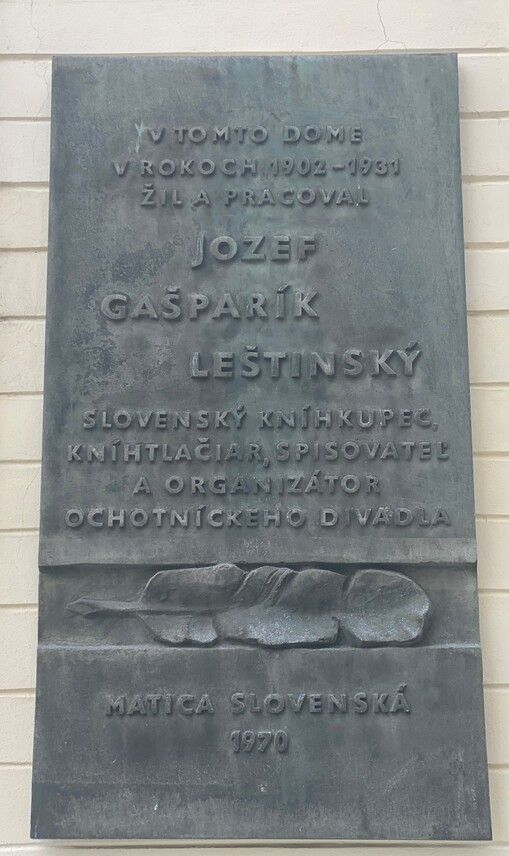 V TOMTO DOME
V ROKOCH 1902-1931
ŽIL A PRACOVAL
JOZEF
GAŠPARÍK
LEŠTINSKÝ
SLOVENSKÝ KNÍHKUPEC,
KNÍHTLAČIAR, SPISOVATEĽ
A ORGANIZÁTOR
OCHOTNÍCKEHO DIVADLA
MATICA SLOVENSKÁ
1970